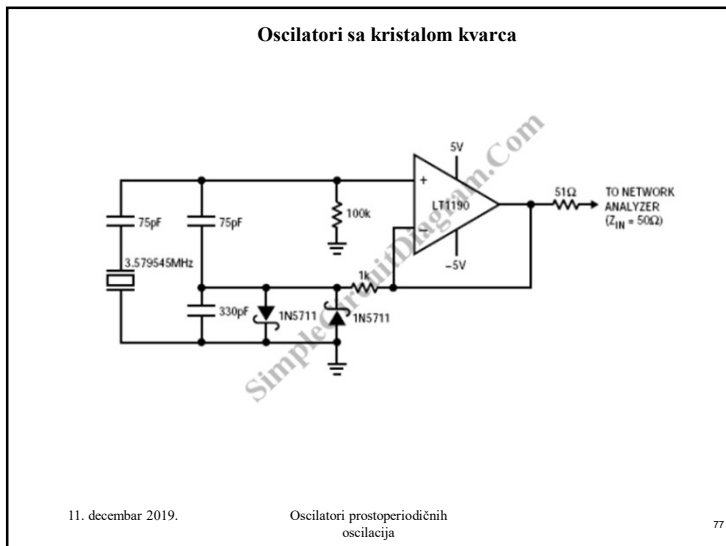 Oscilatori sa kristalom kvarca
5V
+
LT1190
−
−5V
51Ω
TO NETWORK
ANALYZER
(ZIN = 50Ω)
75pF
75pF
100k
3.579545MHz
1k
330pF
1N5711
1N5711
SimpleCircuitDiagram.Com
11. decembar 2019.
Oscilatori prostoperiodičnih
oscilacija
77